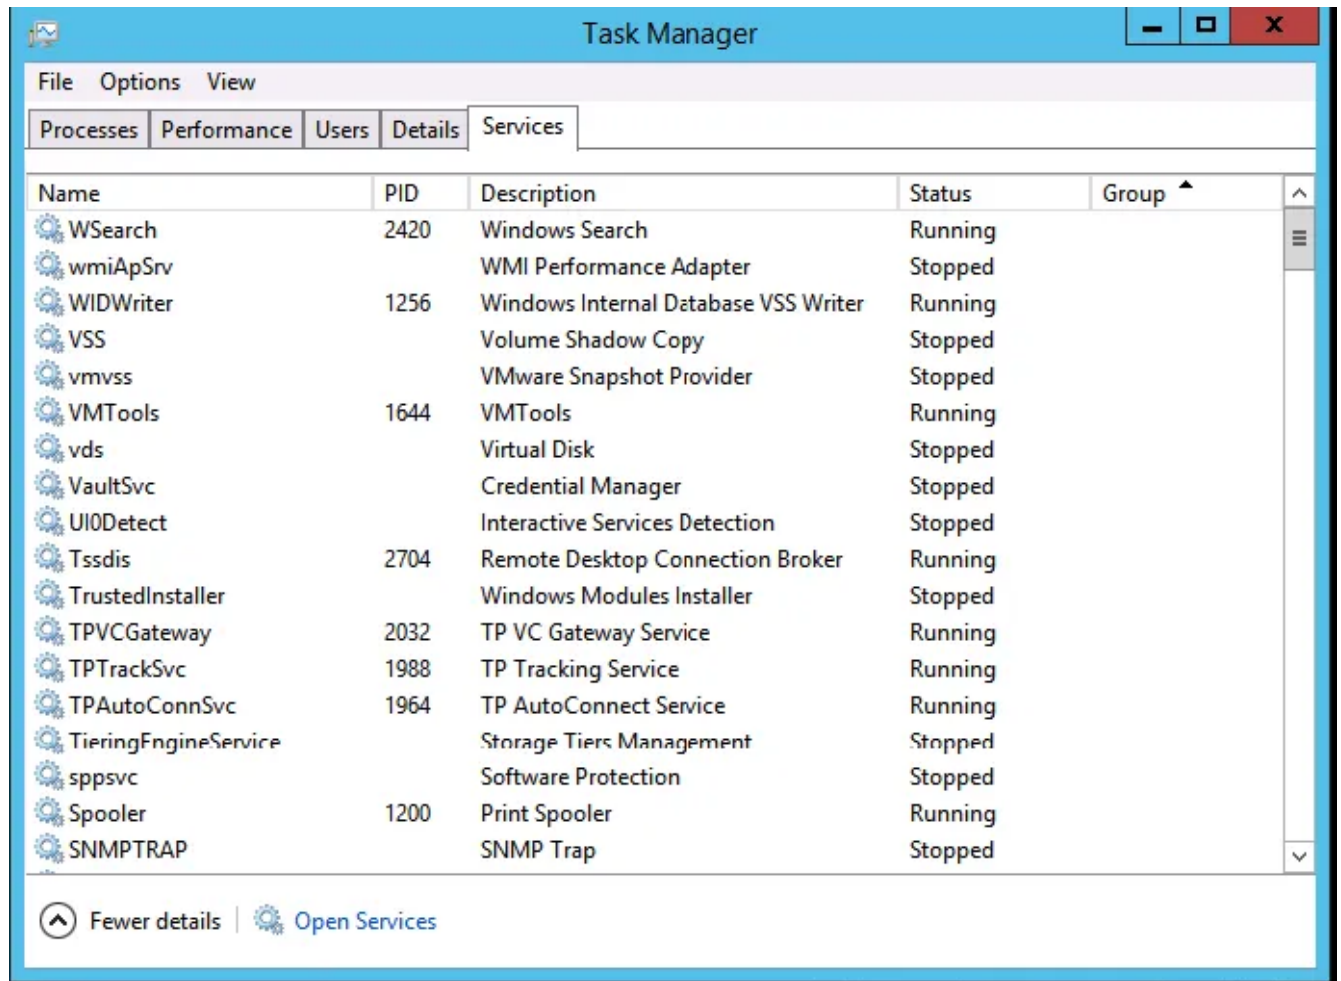 Task Manager
File Options View
Processes Performance Users Details Services
Name PID Description Status Group
WSearch 2420 Windows Search Running
wmiApSrv WMI Performance Adapter Stopped
WIDWriter 1256 Windows Internal Database VSS Writer Running
VSS Volume Shadow Copy Stopped
vmvss VMware Snapshot Provider Stopped
VMTools 1644 VMTools Running
vds Virtual Disk Stopped
VaultSvc Credential Manager Stopped
UI0Detect Interactive Services Detection Stopped
Tssdis 2704 Remote Desktop Connection Broker Running
TrustedInstaller Windows Modules Installer Stopped
TPVCGateway 2032 TP VC Gateway Service Running
TPTrackSvc 1988 TP Tracking Service Running
TPAutoConnSvc 1964 TP AutoConnect Service Running
TieringEngineService Storage Tiers Management Stopped
sppsvc Software Protection Stopped
Spooler 1200 Print Spooler Running
SNMPTRAP SNMP Trap Stopped
Fewer details Open Services